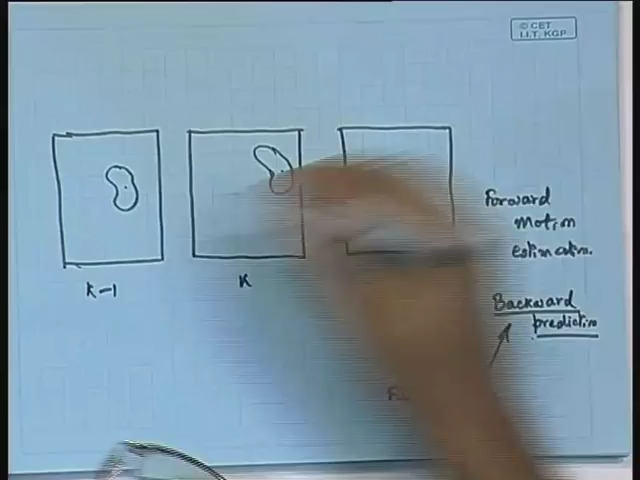 © CET
I.I.T. KGP
Forward
Motion
estimation.
K-1
K
Backward
prediction